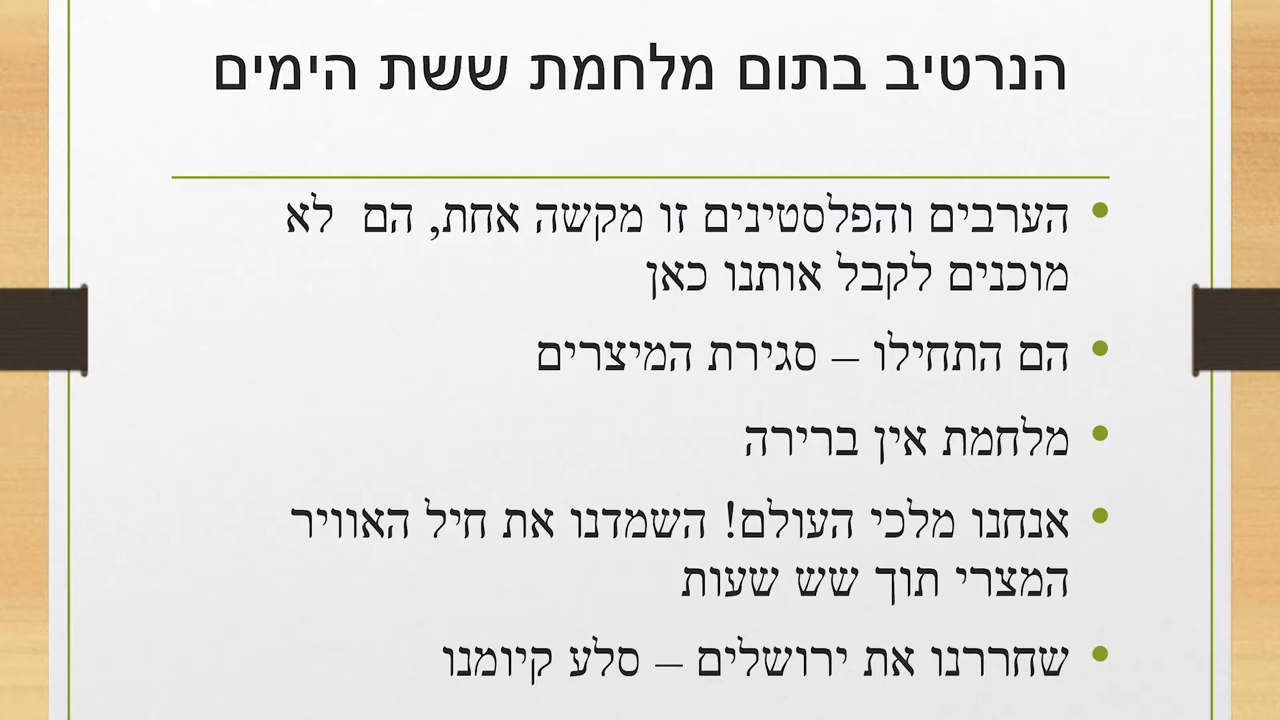 הנרטיב בתום מלחמת ששת הימים
• הערבים והפלסטינים זו מקשה אחת, הם לא
מוכנים לקבל אותנו כאן
• הם התחילו – סגירת המיצרים
• מלחמת אין ברירה
• אנחנו מלכי העולם! השמדנו את חיל האוויר
המצרי תוך שש שעות
• שחררנו את ירושלים – סלע קיומנו